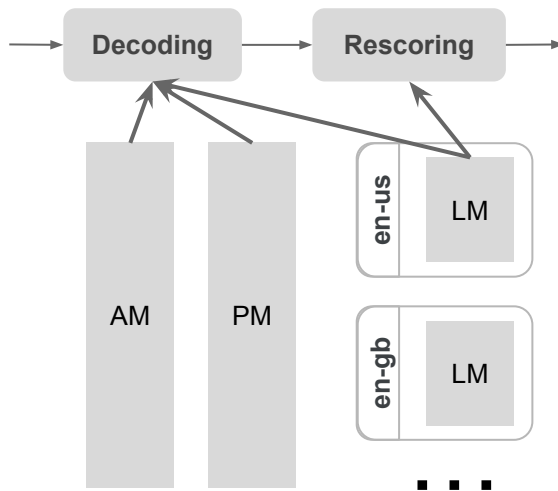 Decoding
Rescoring
AM
PM
en-us
LM
en-gb
LM
...